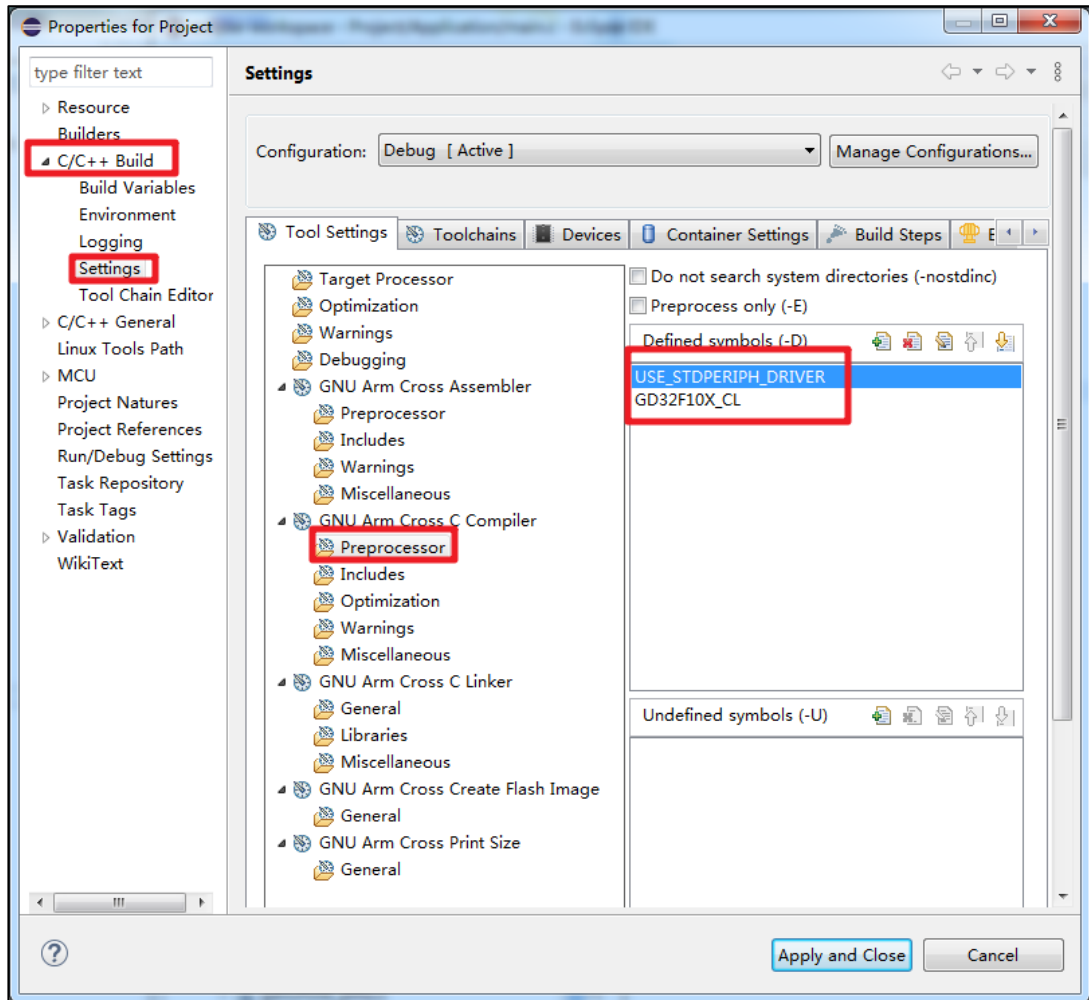 Properties for Project
type filter text
Resource
Builders
C/C++ Build
Build Variables
Environment
Logging
Settings
Tool Chain Editor
C/C++ General
Linux Tools Path
MCU
Project Natures
Project References
Run/Debug Settings
Task Repository
Task Tags
Validation
WikiText
Settings
Configuration:
Debug [ Active ]
Manage Configurations...
Tool Settings
Toolchains
Devices
Container Settings
Build Steps
Target Processor
Optimization
Warnings
Debugging
GNU Arm Cross Assembler
Preprocessor
Includes
Warnings
Miscellaneous
GNU Arm Cross C Compiler
Preprocessor
Includes
Optimization
Warnings
Miscellaneous
GNU Arm Cross C Linker
General
Libraries
Miscellaneous
GNU Arm Cross Create Flash Image
General
GNU Arm Cross Print Size
General
Do not search system directories (-nostdinc)
Preprocess only (-E)
Defined symbols (-D)
USE_STDPERIPH_DRIVER
GD32F10X_CL
Undefined symbols (-U)
Apply and Close
Cancel